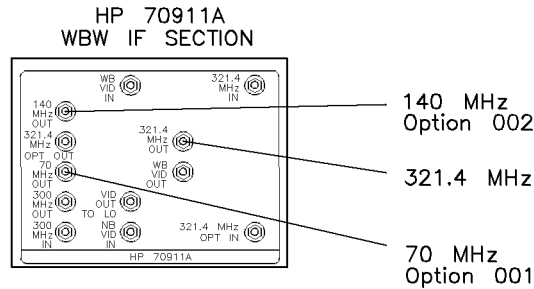 HP 70911A
WBW IF SECTION
WB
VID
IN
321.4
MHz
IN
140
MHz
OUT
321.4
MHz
OPT OUT
321.4
MHz
OUT
70
MHz
OUT
WB
VID
OUT
300
MHz
OUT
VID
OUT
TO LO
300
MHz
IN
NB
VID
IN
321.4 MHz
OPT IN
HP 70911A
140 MHz
Option 002
321.4 MHz
70 MHz
Option 001